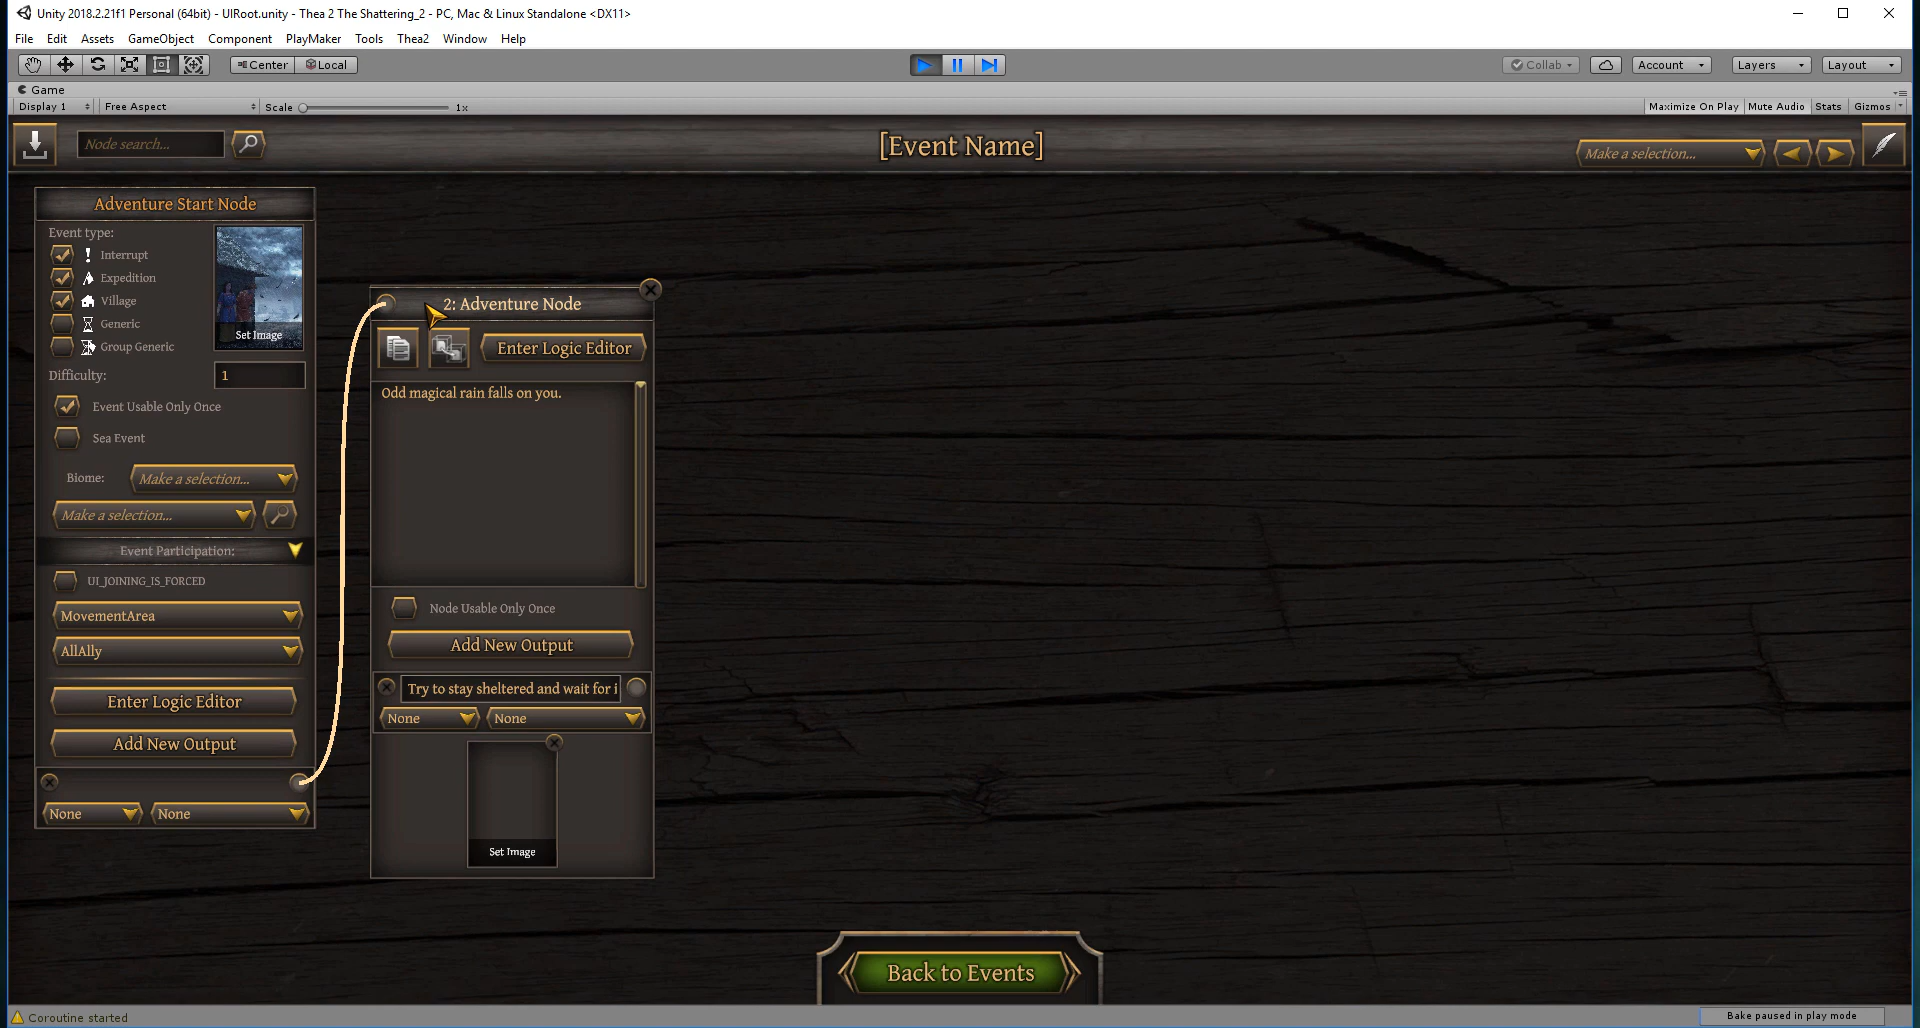 Unity 2018.2.21f1 Personal (64bit) - UIRoot.unity - Thea 2 The Shattering_2 - PC, Mac & Linux Standalone <DX11>
File Edit Assets GameObject Component PlayMaker Tools Thea2 Window Help
Center Local Collab Account Layers Layout
Game
Display 1 Free Aspect Scale 1x Maximize On Play Mute Audio Stats Gizmos
Node search... [Event Name] Make a selection...
Adventure Start Node
Event type:
Interrupt
Expedition
Village
Generic
Group Generic
Set Image
Difficulty: 1
Event Usable Only Once
Sea Event
Biome: Make a selection...
Make a selection...
Event Participation:
UI_JOINING_IS_FORCED
MovementArea
AllAlly
Enter Logic Editor
Add New Output
None None
2: Adventure Node
Enter Logic Editor
Odd magical rain falls on you.
Node Usable Only Once
Add New Output
Try to stay sheltered and wait for i
None None
Set Image
Back to Events
Coroutine started
Bake paused in play mode